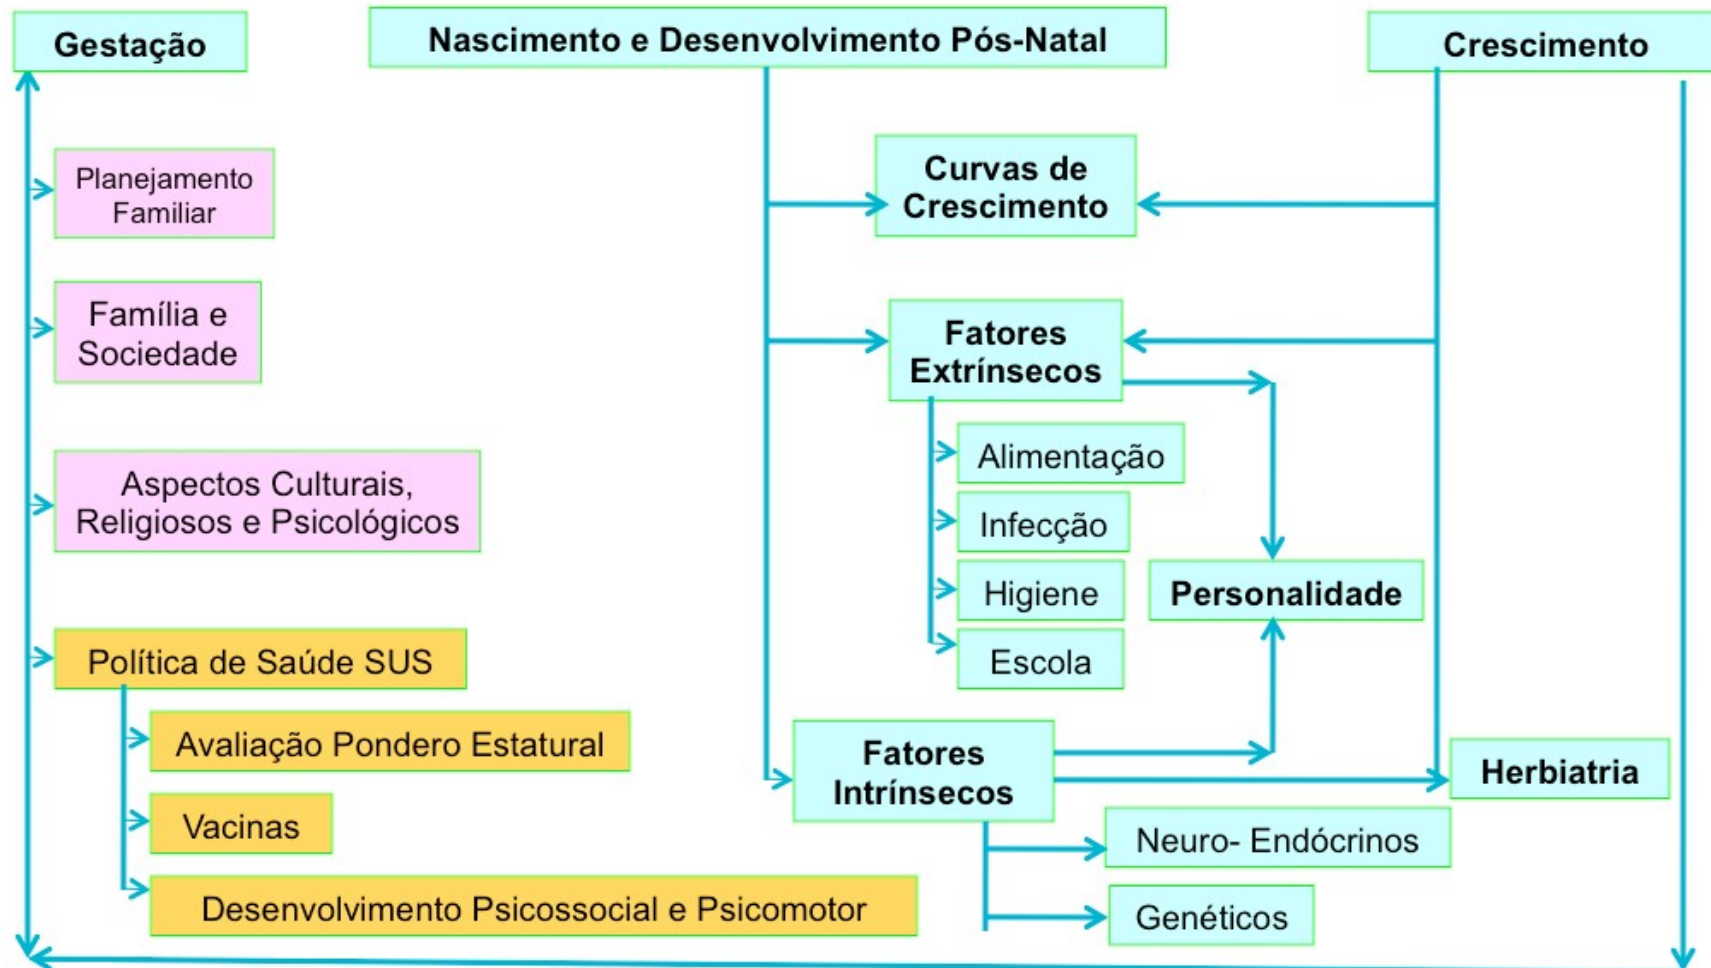 Gestação
Nascimento e Desenvolvimento Pós-Natal
Crescimento
Planejamento
Familiar
Família e
Sociedade
Aspectos Culturais,
Religiosos e Psicológicos
Política de Saúde SUS
Avaliação Pondero Estatural
Vacinas
Desenvolvimento Psicossocial e Psicomotor
Curvas de
Crescimento
Fatores
Extrínsecos
Alimentação
Infecção
Higiene
Escola
Personalidade
Fatores
Intrínsecos
Herbiatria
Neuro- Endócrinos
Genéticos